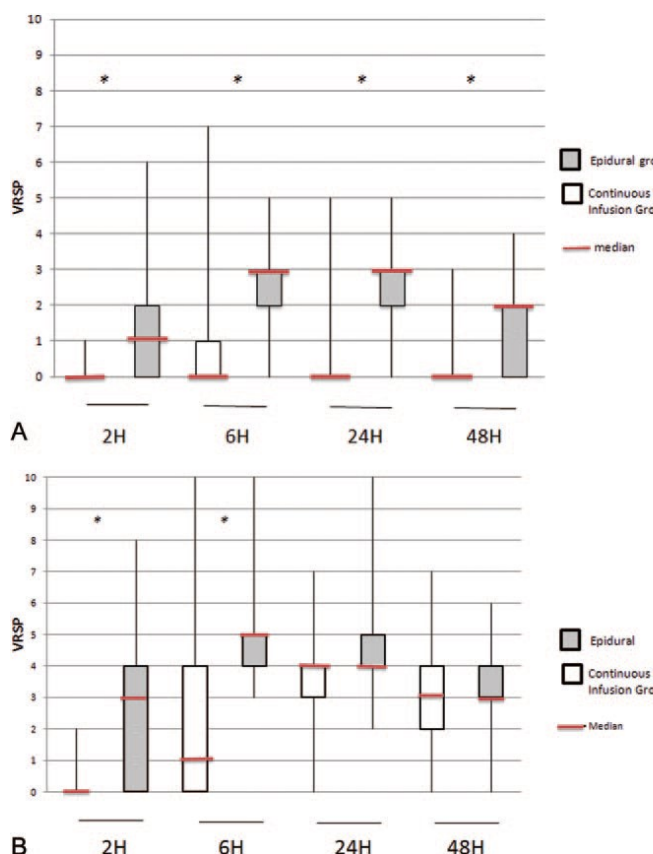 10
9
8
7
6
5
4
3
2
1
0
VRSP
* * * *
Epidural gro
Continuous
Infusion Gro
median
A
2H 6H 24H 48H
10
9
8
7
6
5
4
3
2
1
0
VRSP
* *
Epidural
Continuous
Infusion Gro
Median
B
2H 6H 24H 48H